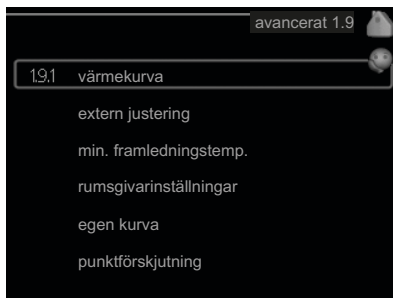 avancerat 1.9
1.9.1 värmekurva
extern justering
min. framledningstemp.
rumsgivarinställningar
egen kurva
punktförskjutning